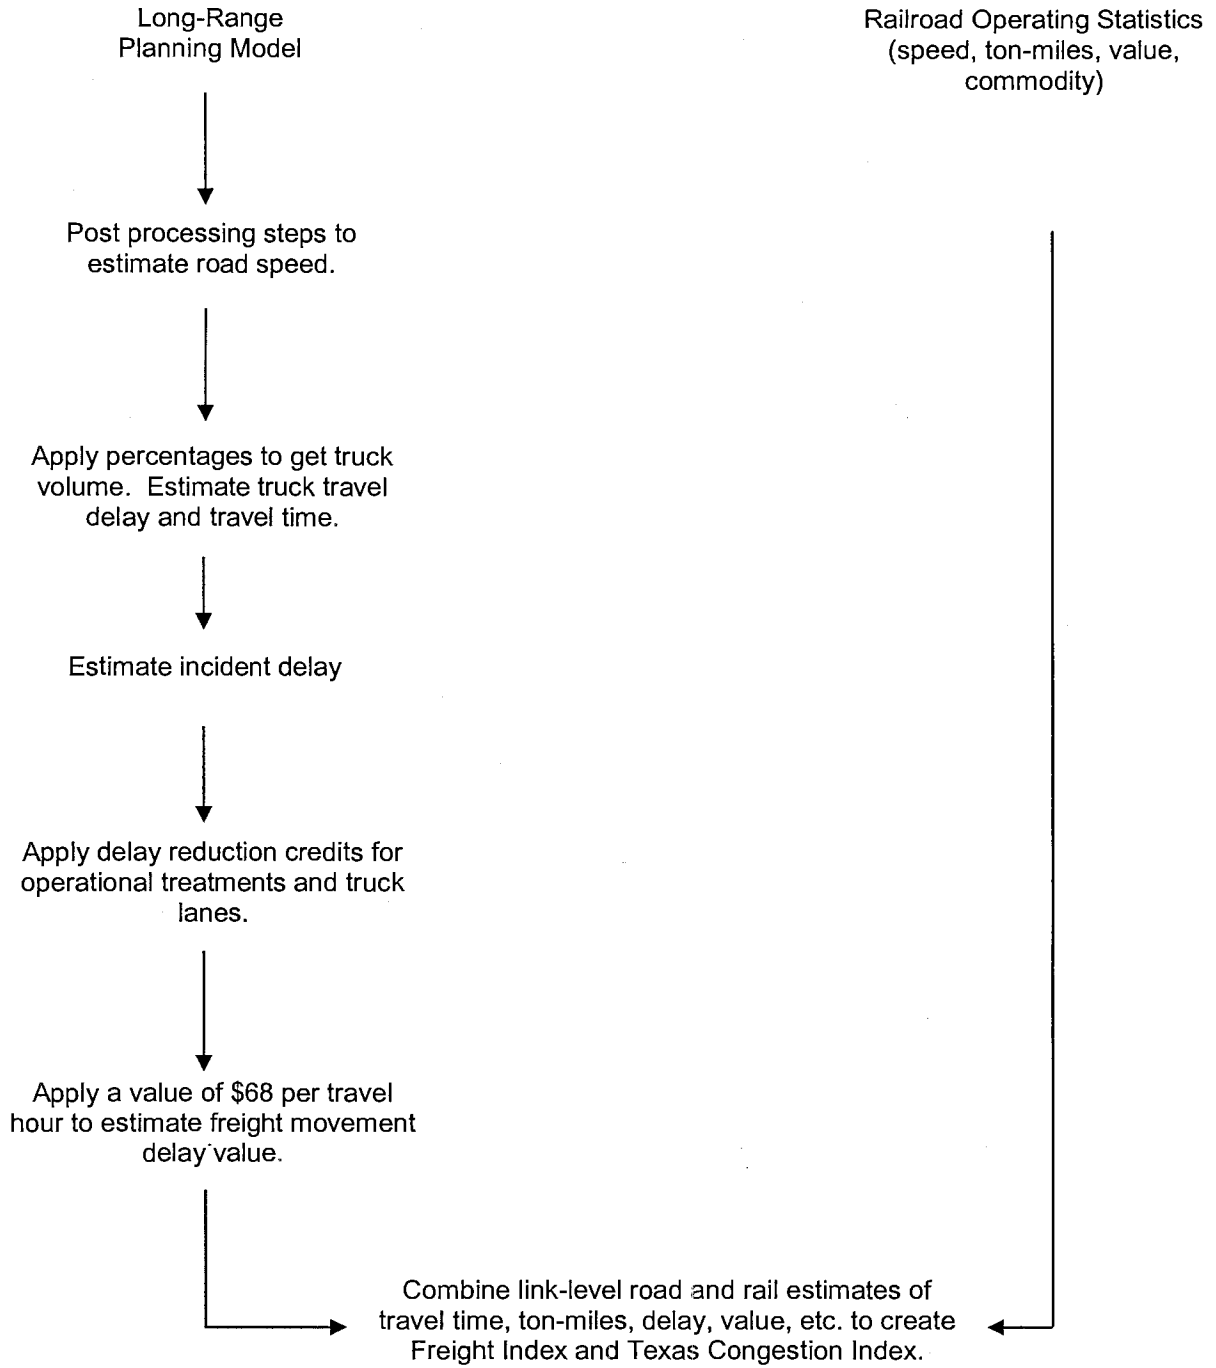 Long-Range
Planning Model
Railroad Operating Statistics
(speed, ton-miles, value,
commodity)
Post processing steps to
estimate road speed.
Apply percentages to get truck
volume.  Estimate truck travel
delay and travel time.
Estimate incident delay
Apply delay reduction credits for
operational treatments and truck
lanes.
Apply a value of $68 per travel
hour to estimate freight movement
delay value.
Combine link-level road and rail estimates of
travel time, ton-miles, delay, value, etc. to create
Freight Index and Texas Congestion Index.